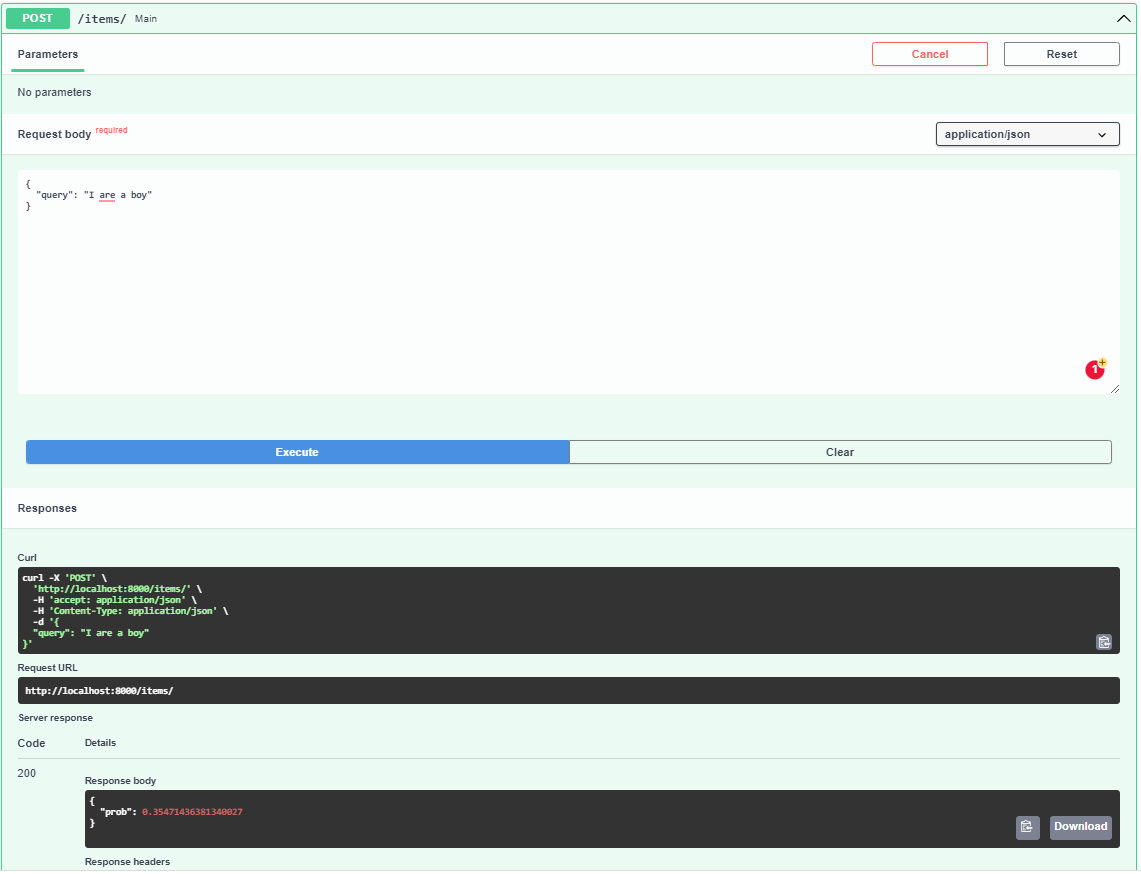 POST /items/ Main
Parameters
Cancel
Reset
No parameters
Request body required
application/json
{
  "query": "I are a boy"
}
1
+
Execute
Clear
Responses
Curl
curl -X 'POST' \
  'http://localhost:8000/items/' \
  -H 'accept: application/json' \
  -H 'Content-Type: application/json' \
  -d '{
  "query": "I are a boy"
}'
Request URL
http://localhost:8000/items/
Server response
Code Details
200
Response body
{
  "prob": 0.35471436381340027
}
Download
Response headers